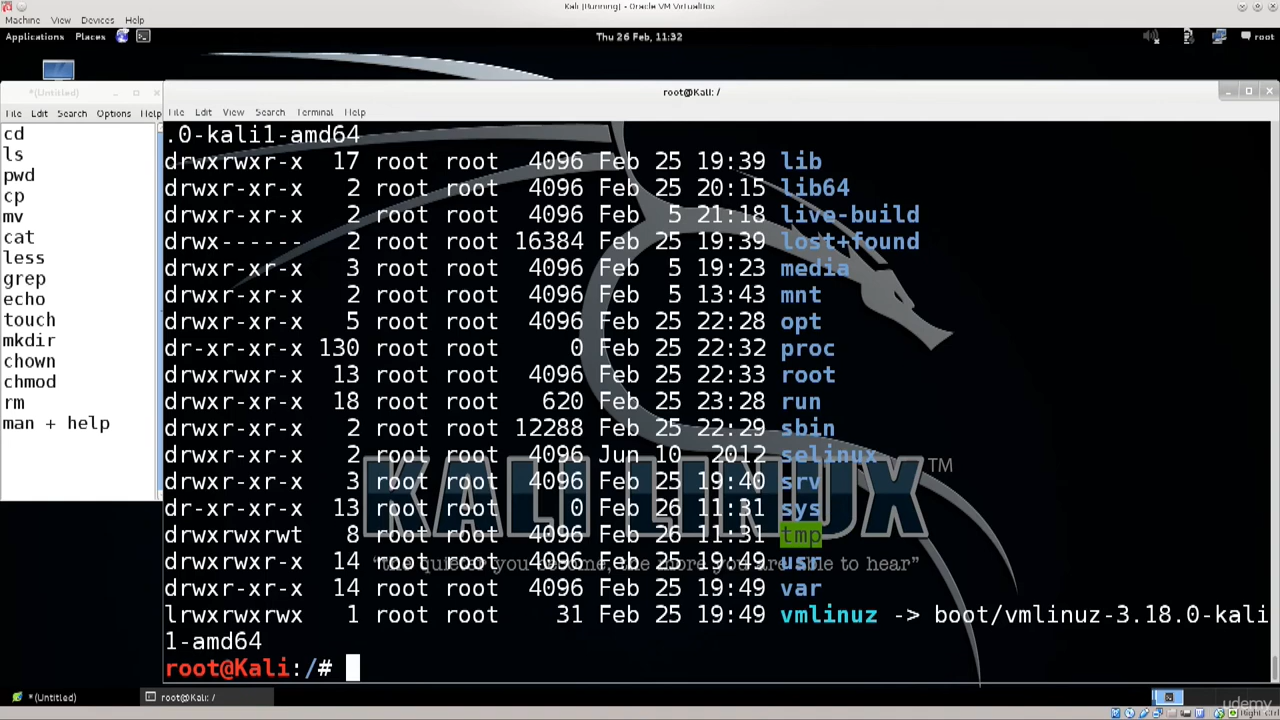 Kali [Running] - Oracle VM VirtualBox
Machine View Devices Help
Applications Places Thu 26 Feb, 11:32 root
*(Untitled)
File Edit Search Options Help
cd
ls
pwd
cp
mv
cat
less
grep
echo
touch
mkdir
chown
chmod
rm
man + help
root@Kali: /
File Edit View Search Terminal Help
.0-kali1-amd64
drwxrwxr-x 17 root root 4096 Feb 25 19:39 lib
drwxr-xr-x 2 root root 4096 Feb 25 20:15 lib64
drwxr-xr-x 2 root root 4096 Feb 5 21:18 live-build
drwx------ 2 root root 16384 Feb 25 19:39 lost+found
drwxr-xr-x 3 root root 4096 Feb 5 19:23 media
drwxr-xr-x 2 root root 4096 Feb 5 13:43 mnt
drwxr-xr-x 5 root root 4096 Feb 25 22:28 opt
dr-xr-xr-x 130 root root 0 Feb 25 22:32 proc
drwxrwxr-x 13 root root 4096 Feb 25 22:33 root
drwxr-xr-x 18 root root 620 Feb 25 23:28 run
drwxr-xr-x 2 root root 12288 Feb 25 22:29 sbin
drwxr-xr-x 2 root root 4096 Jun 10 2012 selinux
drwxr-xr-x 3 root root 4096 Feb 25 19:40 srv
dr-xr-xr-x 13 root root 0 Feb 26 11:31 sys
drwxrwxrwt 8 root root 4096 Feb 26 11:31 tmp
drwxr-xr-x 14 root root 4096 Feb 25 19:49 usr
drwxr-xr-x 14 root root 4096 Feb 25 19:49 var
lrwxrwxrwx 1 root root 31 Feb 25 19:49 vmlinuz -> boot/vmlinuz-3.18.0-kali
1-amd64
root@Kali:/#
KALI LINUX TM
“the quieter you become, the more you are able to hear”
*(Untitled) root@Kali: /
udemy
Right Ctrl